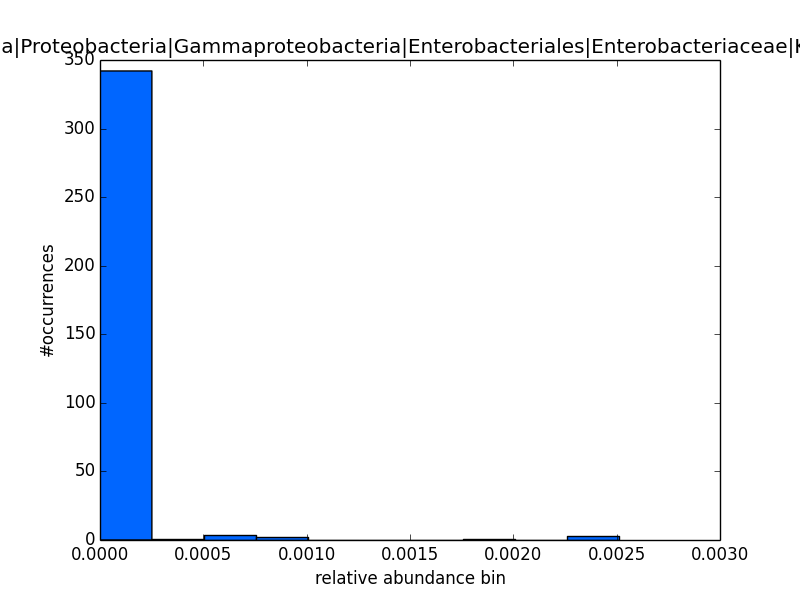 a|Proteobacteria|Gammaproteobacteria|Enterobacteriales|Enterobacteriaceae|K
350
300
250
200
150
100
50
0
#occurrences
0.0000 0.0005 0.0010 0.0015 0.0020 0.0025 0.0030
relative abundance bin